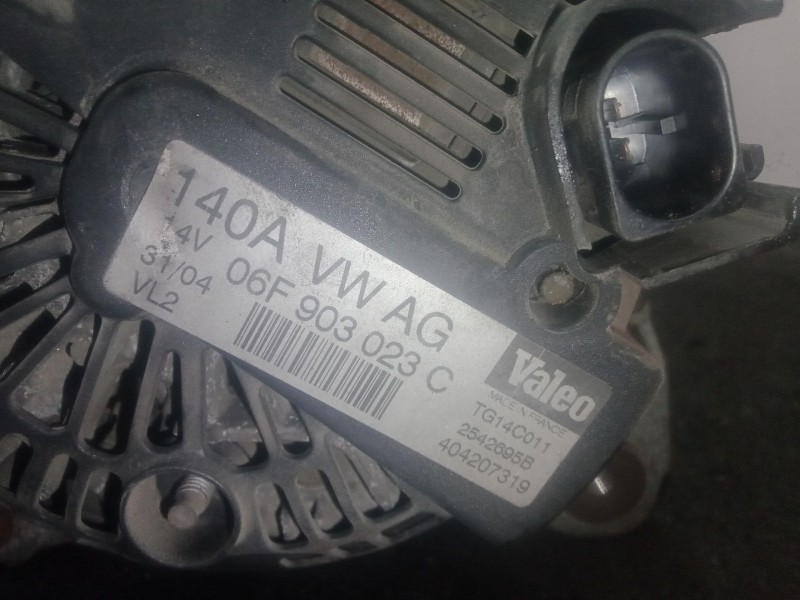 140A VW AG
14V 06F 903 023 C
31/04
VL2
Valeo
MADE IN FRANCE
TG14C011
2542695B
404207319